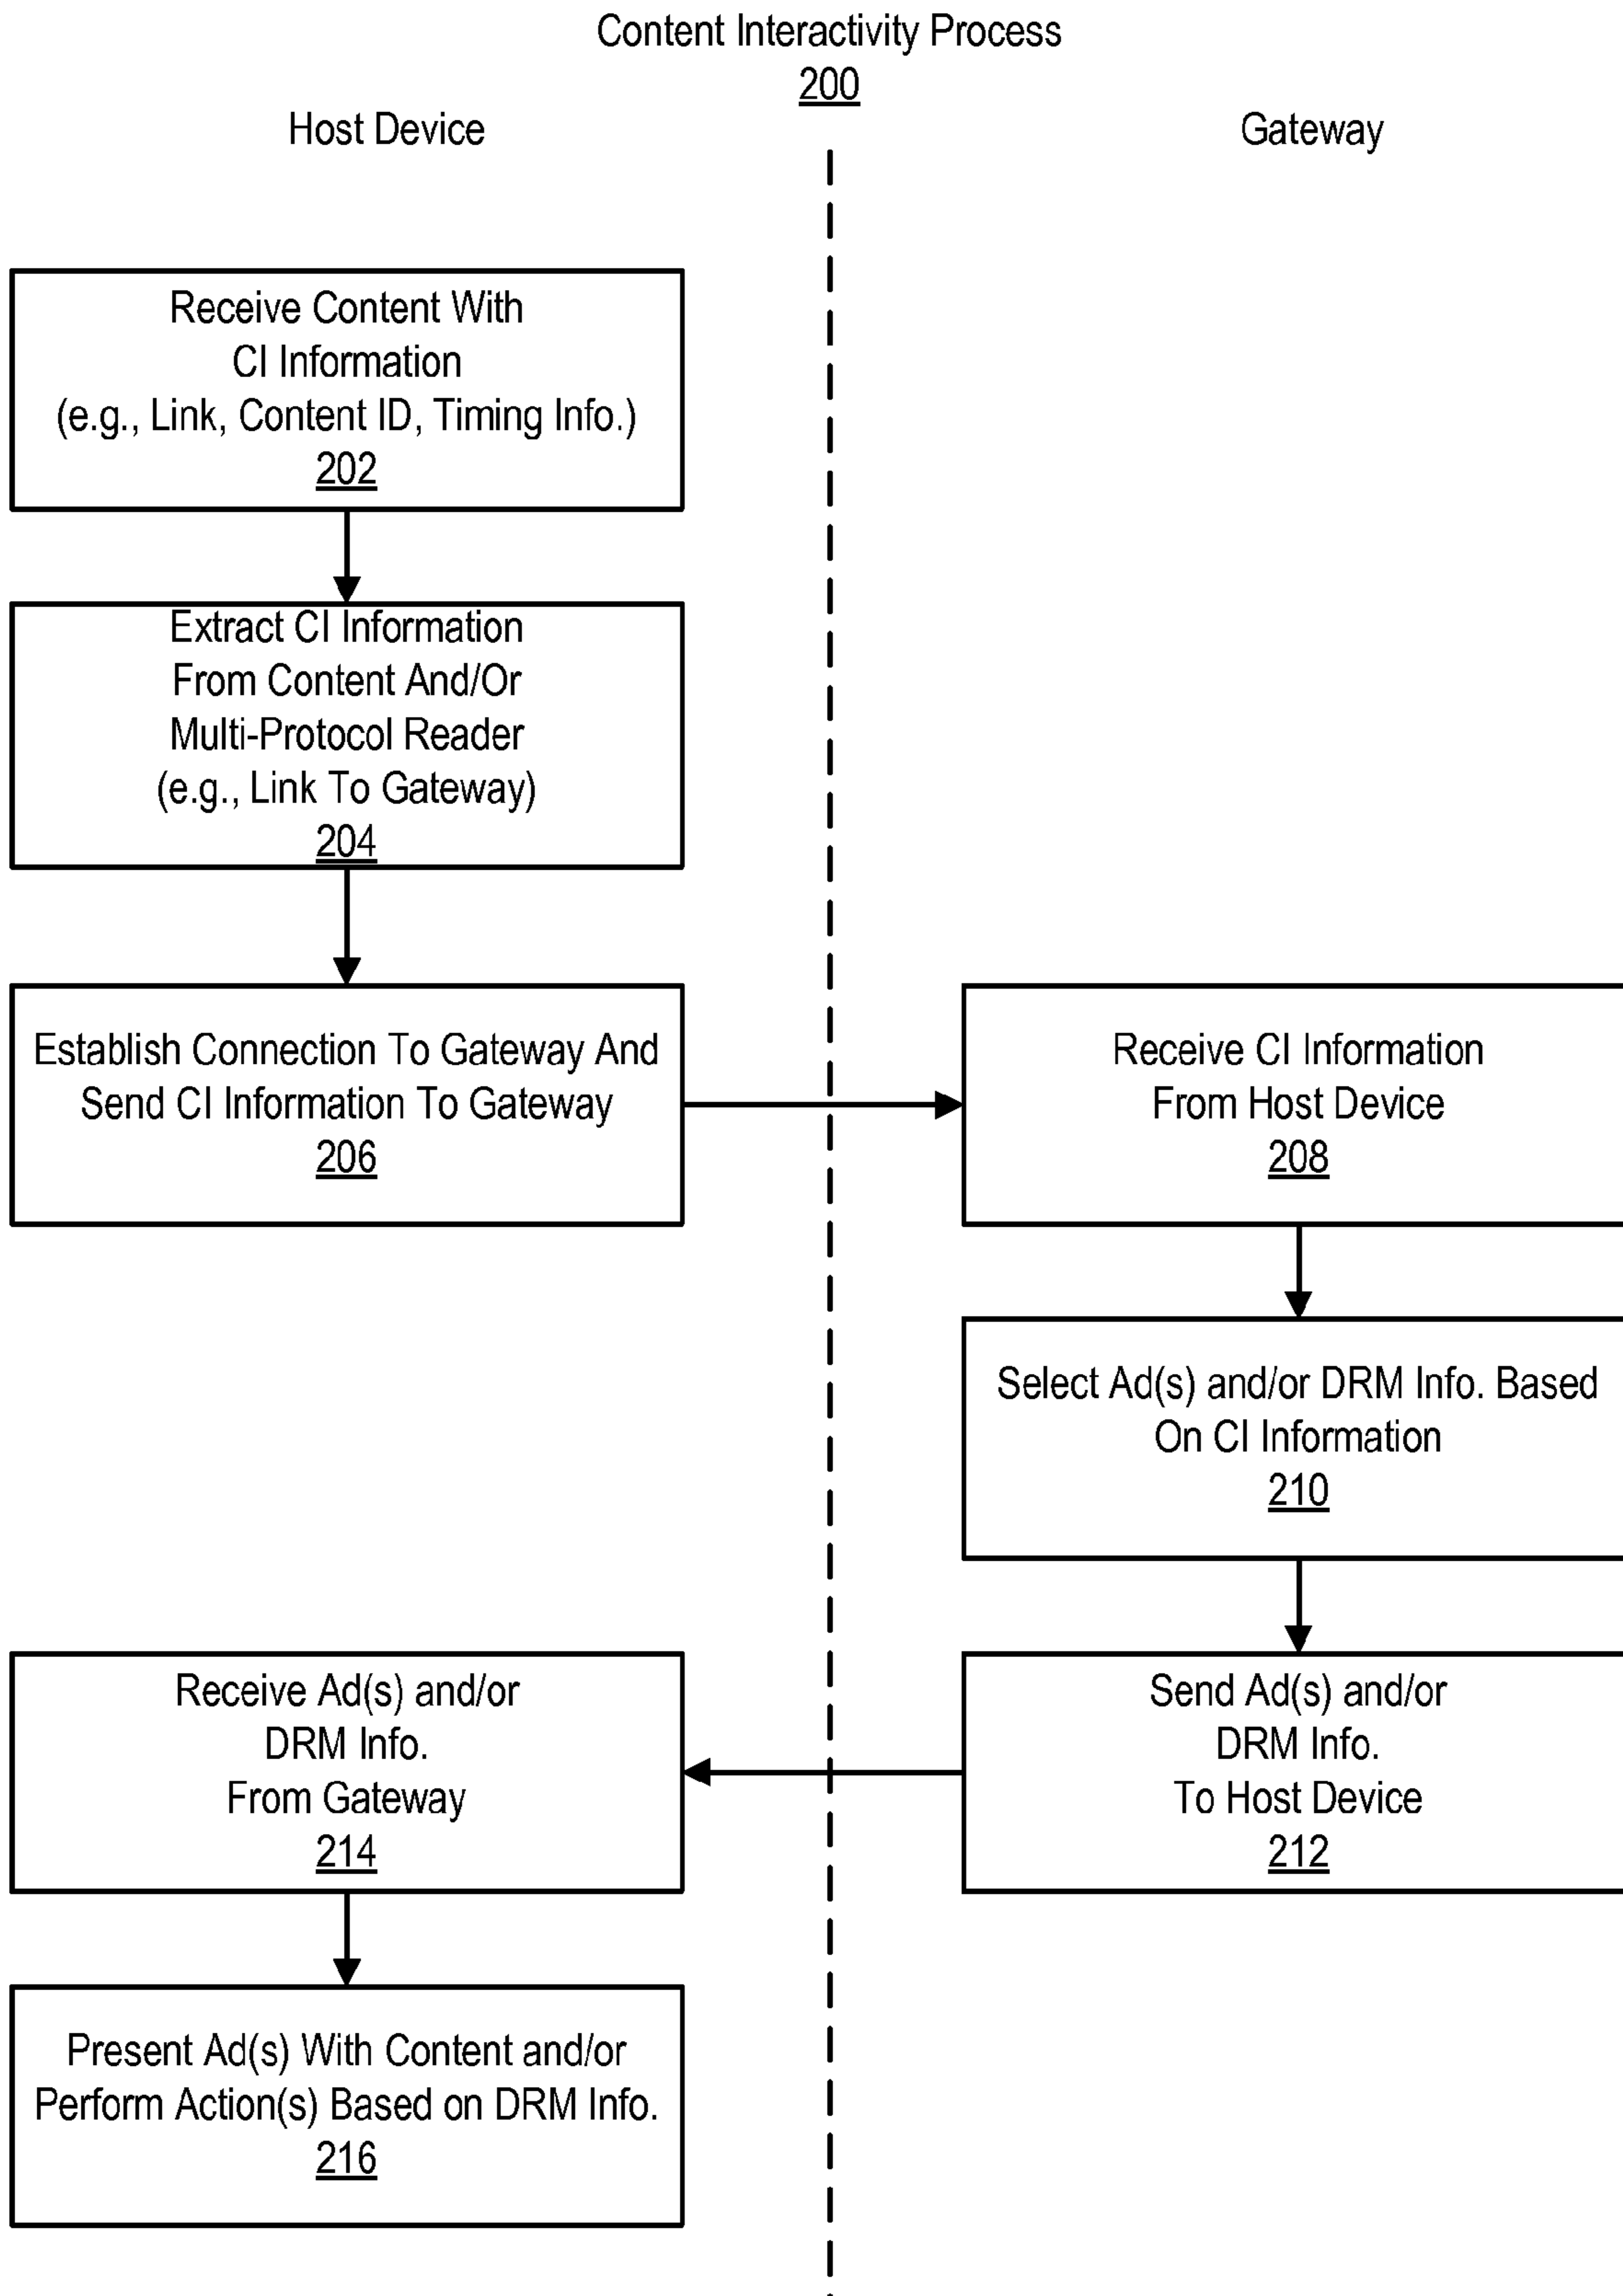 Content Interactivity Process
200
Host Device
Gateway
Receive Content With
CI Information
(e.g., Link, Content ID, Timing Info.)
202
Extract CI Information
From Content And/Or
Multi-Protocol Reader
(e.g., Link To Gateway)
204
Establish Connection To Gateway And
Send CI Information To Gateway
206
Receive CI Information
From Host Device
208
Select Ad(s) and/or DRM Info. Based
On CI Information
210
Send Ad(s) and/or
DRM Info.
To Host Device
212
Receive Ad(s) and/or
DRM Info.
From Gateway
214
Present Ad(s) With Content and/or
Perform Action(s) Based on DRM Info.
216